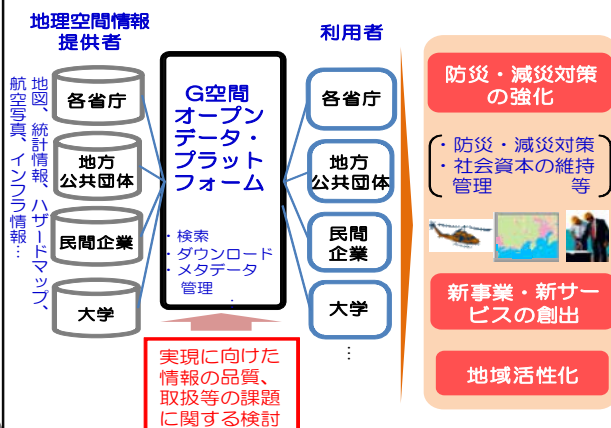 地理空間情報
提供者
地図、統計情報、ハザードマップ、
航空写真、インフラ情報…
各省庁
地方
公共団体
民間企業
大学
G空間
オープン
データ・
プラット
フォーム
・検索
・ダウンロード
・メタデータ
管理
・
実現に向けた
情報の品質、
取扱等の課題
に関する検討
利用者
各省庁
地方
公共団体
民間
企業
大学
…
防災・減災対策
の強化
・防災・減災対策
・社会資本の維持
管理 等
新事業・新サー
ビスの創出
地域活性化